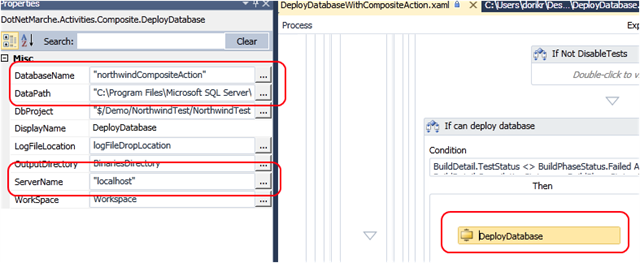 Properties
DotNetMarche.Activities.Composite.DeployDatabase
Search:
Clear
Misc
DatabaseName "northwindCompositeAction" ...
DataPath "C:\Program Files\Microsoft SQL Server\ ...
DbProject "$/Demo/NorthwindTest/NorthwindTest
DisplayName DeployDatabase
LogFileLocation logFileDropLocation ...
OutputDirectory BinariesDirectory ...
ServerName "localhost" ...
WorkSpace Workspace ...
DeployDatabaseWithCompositeAction.xaml
C:\Users\dorikr\Des...\DeployDatabase.
Process
Exp
If Not DisableTests
Double-click to v
If can deploy database
Condition
BuildDetail.TestStatus <> BuildPhaseStatus.Failed A
Then
DeployDatabase